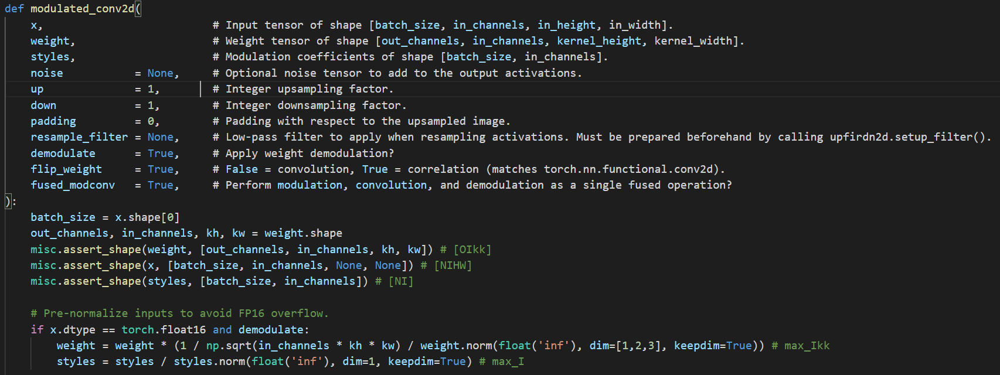 def modulated_conv2d(
    x,                          # Input tensor of shape [batch_size, in_channels, in_height, in_width].
    weight,                     # Weight tensor of shape [out_channels, in_channels, kernel_height, kernel_width].
    styles,                     # Modulation coefficients of shape [batch_size, in_channels].
    noise           = None,     # Optional noise tensor to add to the output activations.
    up              = 1,        # Integer upsampling factor.
    down            = 1,        # Integer downsampling factor.
    padding         = 0,        # Padding with respect to the upsampled image.
    resample_filter = None,     # Low-pass filter to apply when resampling activations. Must be prepared beforehand by calling upfirdn2d.setup_filter().
    demodulate      = True,     # Apply weight demodulation?
    flip_weight     = True,     # False = convolution, True = correlation (matches torch.nn.functional.conv2d).
    fused_modconv   = True,     # Perform modulation, convolution, and demodulation as a single fused operation?
):
    batch_size = x.shape[0]
    out_channels, in_channels, kh, kw = weight.shape
    misc.assert_shape(weight, [out_channels, in_channels, kh, kw]) # [OIkk]
    misc.assert_shape(x, [batch_size, in_channels, None, None]) # [NIHW]
    misc.assert_shape(styles, [batch_size, in_channels]) # [NI]

    # Pre-normalize inputs to avoid FP16 overflow.
    if x.dtype == torch.float16 and demodulate:
        weight = weight * (1 / np.sqrt(in_channels * kh * kw) / weight.norm(float('inf'), dim=[1,2,3], keepdim=True)) # max_Ikk
        styles = styles / styles.norm(float('inf'), dim=1, keepdim=True) # max_I